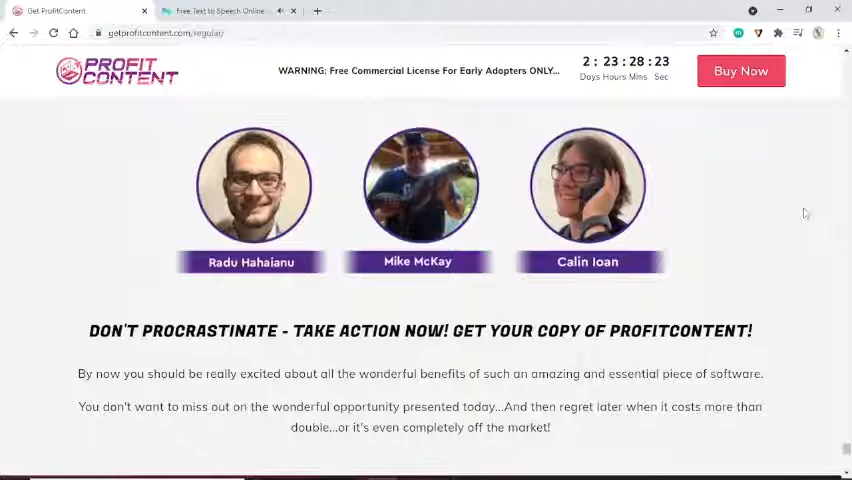 Get ProfitContent
Free Text to Speech Online
getprofitcontent.com/regular/
PROFIT
CONTENT
WARNING: Free Commercial License For Early Adopters ONLY...
2 : 23 : 28 : 23
Days Hours Mins Sec
Buy Now
Radu Hahaianu
Mike McKay
Calin Ioan
DON'T PROCRASTINATE - TAKE ACTION NOW! GET YOUR COPY OF PROFITCONTENT!
By now you should be really excited about all the wonderful benefits of such an amazing and essential piece of software.
You don't want to miss out on the wonderful opportunity presented today...And then regret later when it costs more than
double...or it's even completely off the market!